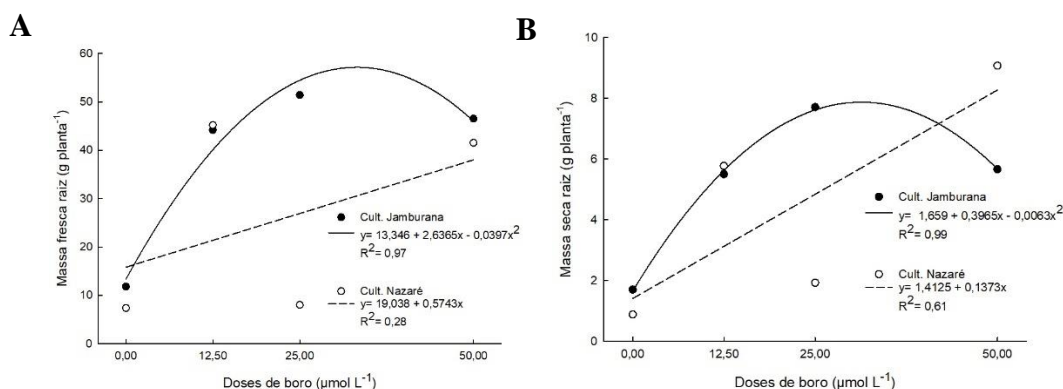 A
Massa fresca raiz (g planta⁻¹)
60
50
40
30
20
10
0
Cult. Jamburana
y= 13,346 + 2,6365x - 0,0397x²
R²= 0,97
Cult. Nazaré
y= 19,038 + 0,5743x
R²= 0,28
0,00 12,50 25,00 50,00
Doses de boro (µmol L⁻¹)
B
Massa seca raiz (g planta⁻¹)
10
8
6
4
2
0
Cult. Jamburana
y= 1,659 + 0,3965x - 0,0063x²
R²= 0,99
Cult. Nazaré
y= 1,4125 + 0,1373x
R²= 0,61
0,00 12,50 25,00 50,00
Doses de boro (µmol L⁻¹)